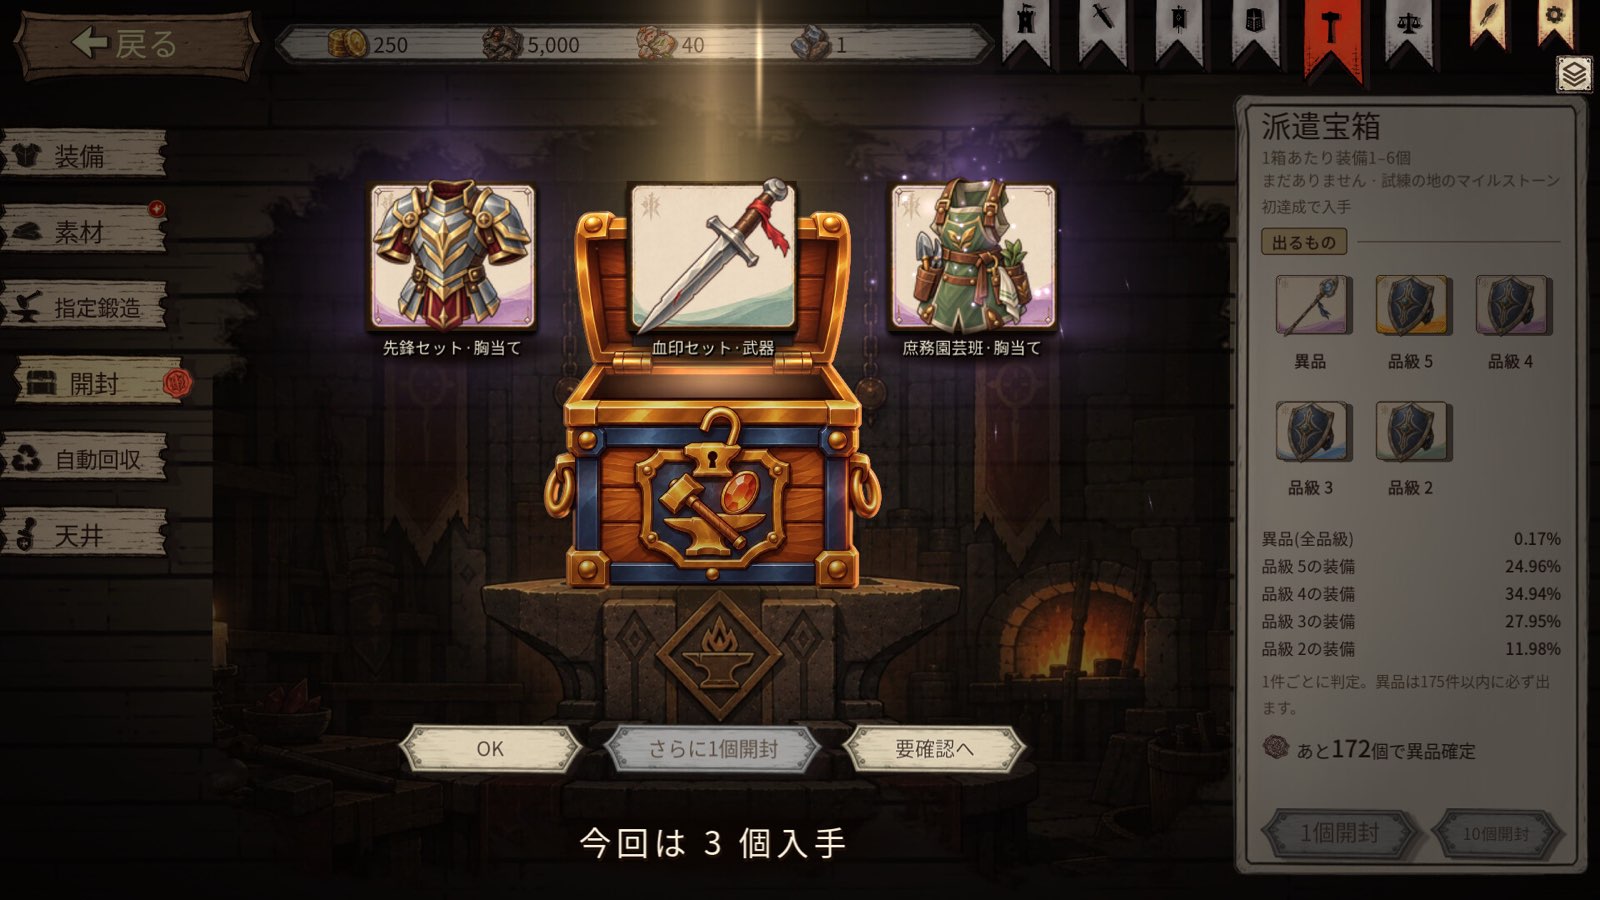 戻る
250
5,000
40
1
装備
素材
指定鍛造
開封
自動回収
天井
先鋒セット·胸当て
血印セット·武器
庶務園芸班·胸当て
OK
さらに1個開封
要確認へ
今回は 3 個入手
派遣宝箱
1箱あたり装備1–6個
まだありません · 試練の地のマイルストーン
初達成で入手
出るもの
異品
品級 5
品級 4
品級 3
品級 2
異品(全品級) 0.17%
品級 5の装備 24.96%
品級 4の装備 34.94%
品級 3の装備 27.95%
品級 2の装備 11.98%
1件ごとに判定。異品は175件以内に必ず出
ます。
あと172個で異品確定
1個開封
10個開封